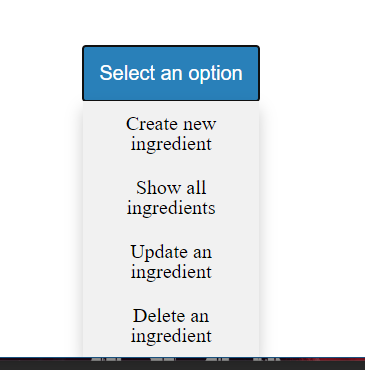 Select an option
Create new
ingredient
Show all
ingredients
Update an
ingredient
Delete an
ingredient